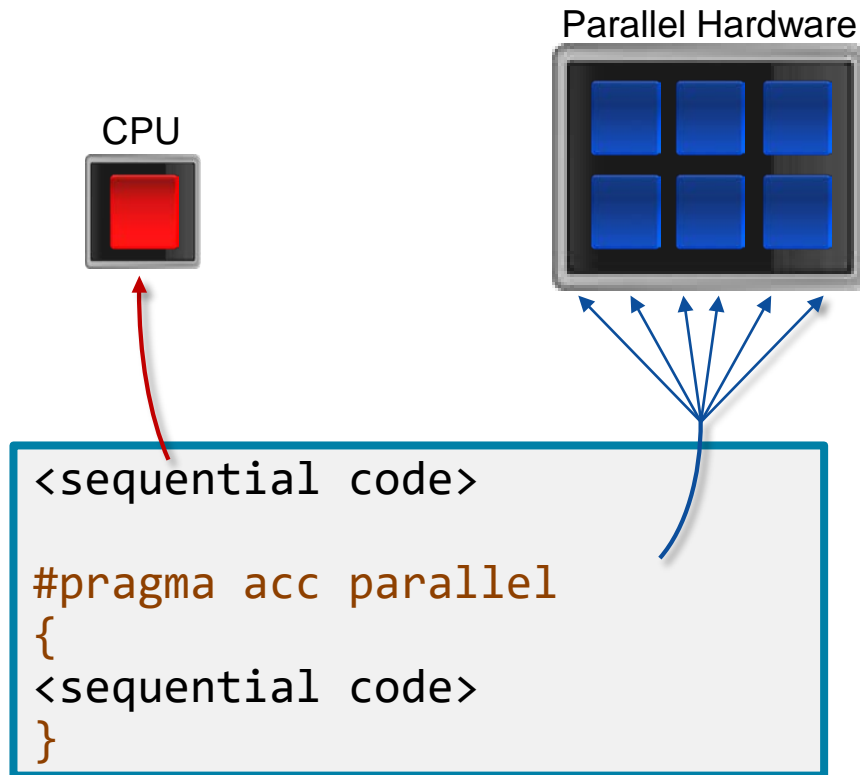 Parallel Hardware
CPU
<sequential code>
#pragma acc parallel
{
<sequential code>
}